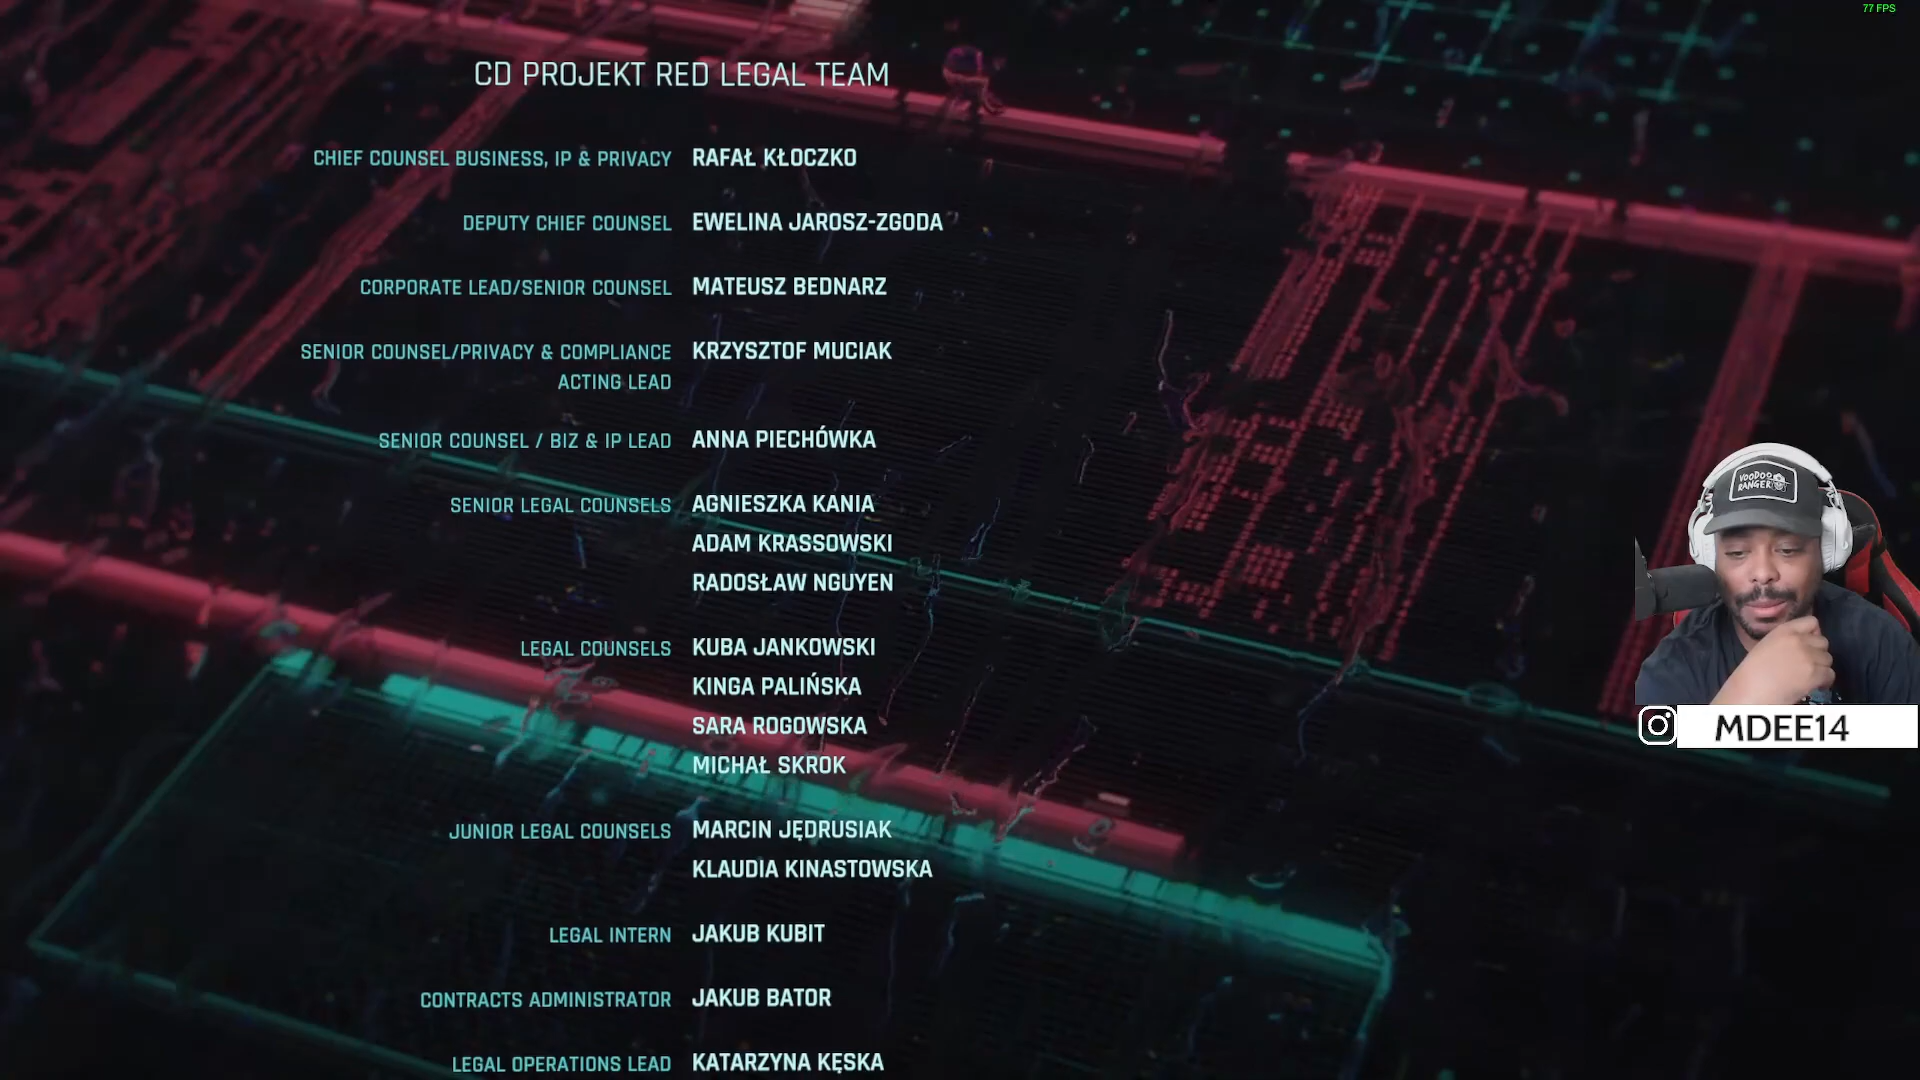 77 FPS
CD PROJEKT RED LEGAL TEAM
CHIEF COUNSEL BUSINESS, IP & PRIVACY RAFAŁ KŁOCZKO
DEPUTY CHIEF COUNSEL EWELINA JAROSZ-ZGODA
CORPORATE LEAD/SENIOR COUNSEL MATEUSZ BEDNARZ
SENIOR COUNSEL/PRIVACY & COMPLIANCE KRZYSZTOF MUCIAK
ACTING LEAD
SENIOR COUNSEL / BIZ & IP LEAD ANNA PIECHÓWKA
SENIOR LEGAL COUNSELS AGNIESZKA KANIA
ADAM KRASSOWSKI
RADOSŁAW NGUYEN
LEGAL COUNSELS KUBA JANKOWSKI
KINGA PALIŃSKA
SARA ROGOWSKA
MICHAŁ SKROK
JUNIOR LEGAL COUNSELS MARCIN JĘDRUSIAK
KLAUDIA KINASTOWSKA
LEGAL INTERN JAKUB KUBIT
CONTRACTS ADMINISTRATOR JAKUB BATOR
LEGAL OPERATIONS LEAD KATARZYNA KĘSKA
VOODOO
RANGER
MDEE14